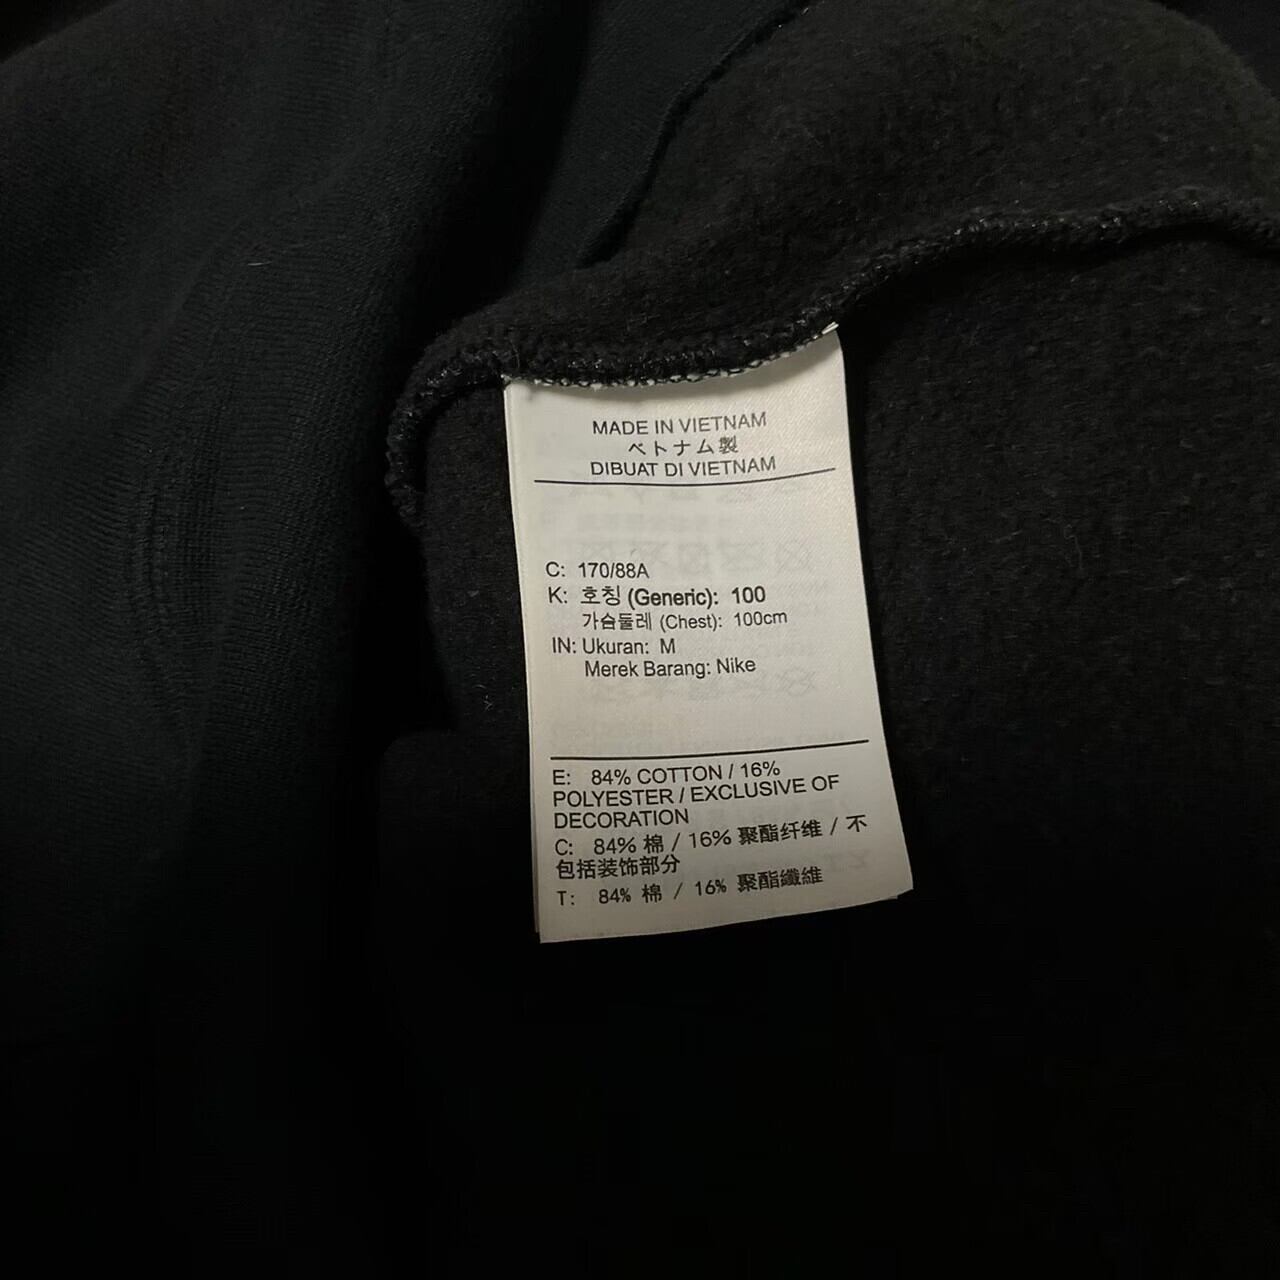 MADE IN VIETNAM
ベトナム製
DIBUAT DI VIETNAM
C: 170/88A
K: 호칭 (Generic): 100
가슴둘레 (Chest): 100cm
IN: Ukuran: M
Merek Barang: Nike
E: 84% COTTON / 16%
POLYESTER / EXCLUSIVE OF
DECORATION
C: 84% 棉 / 16% 聚酯纤维 / 不
包括装饰部分
T: 84% 棉 / 16% 聚酯纖維